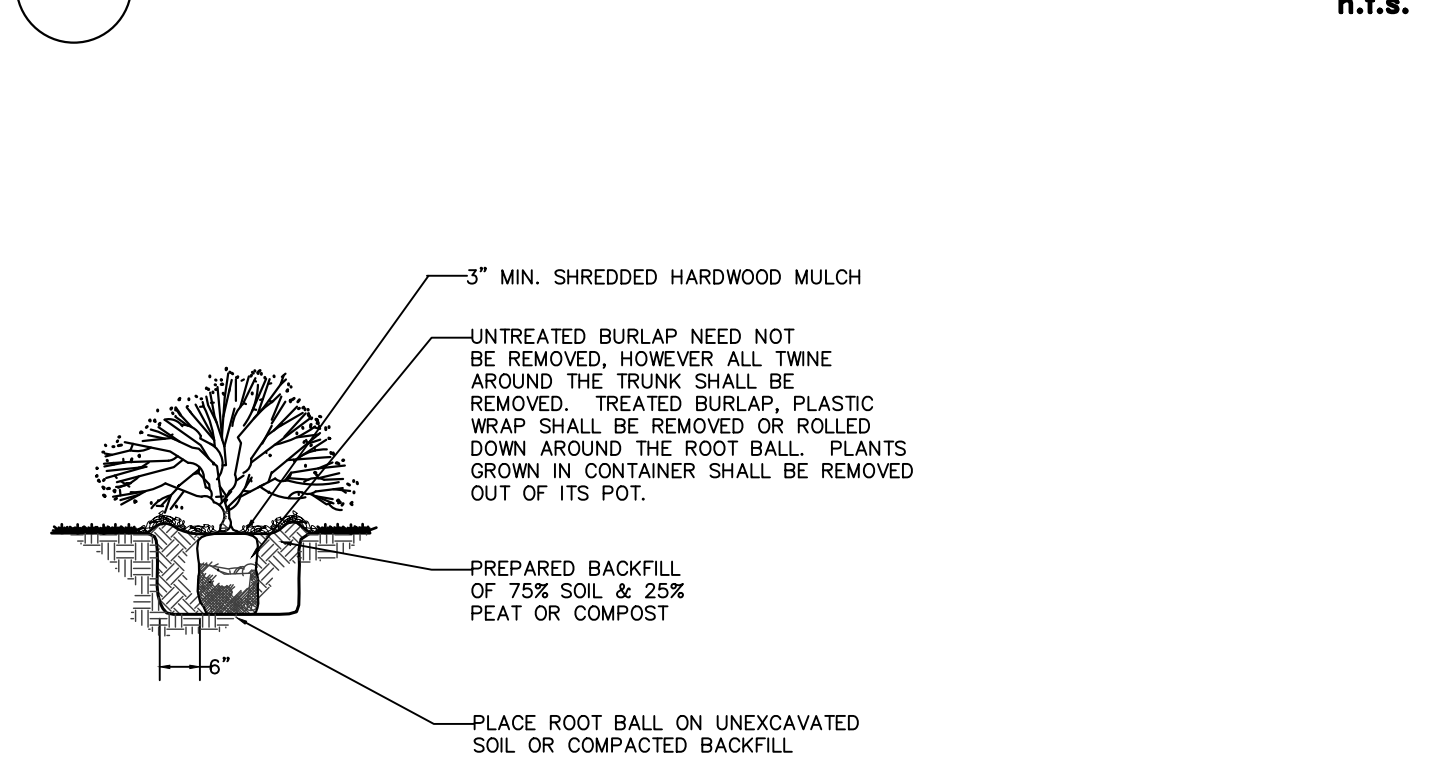 n.t.s.
3" MIN. SHREDDED HARDWOOD MULCH
UNTREATED BURLAP NEED NOT
BE REMOVED, HOWEVER ALL TWINE
AROUND THE TRUNK SHALL BE
REMOVED. TREATED BURLAP, PLASTIC
WRAP SHALL BE REMOVED OR ROLLED
DOWN AROUND THE ROOT BALL. PLANTS
GROWN IN CONTAINER SHALL BE REMOVED
OUT OF ITS POT.
PREPARED BACKFILL
OF 75% SOIL & 25%
PEAT OR COMPOST
6"
PLACE ROOT BALL ON UNEXCAVATED
SOIL OR COMPACTED BACKFILL